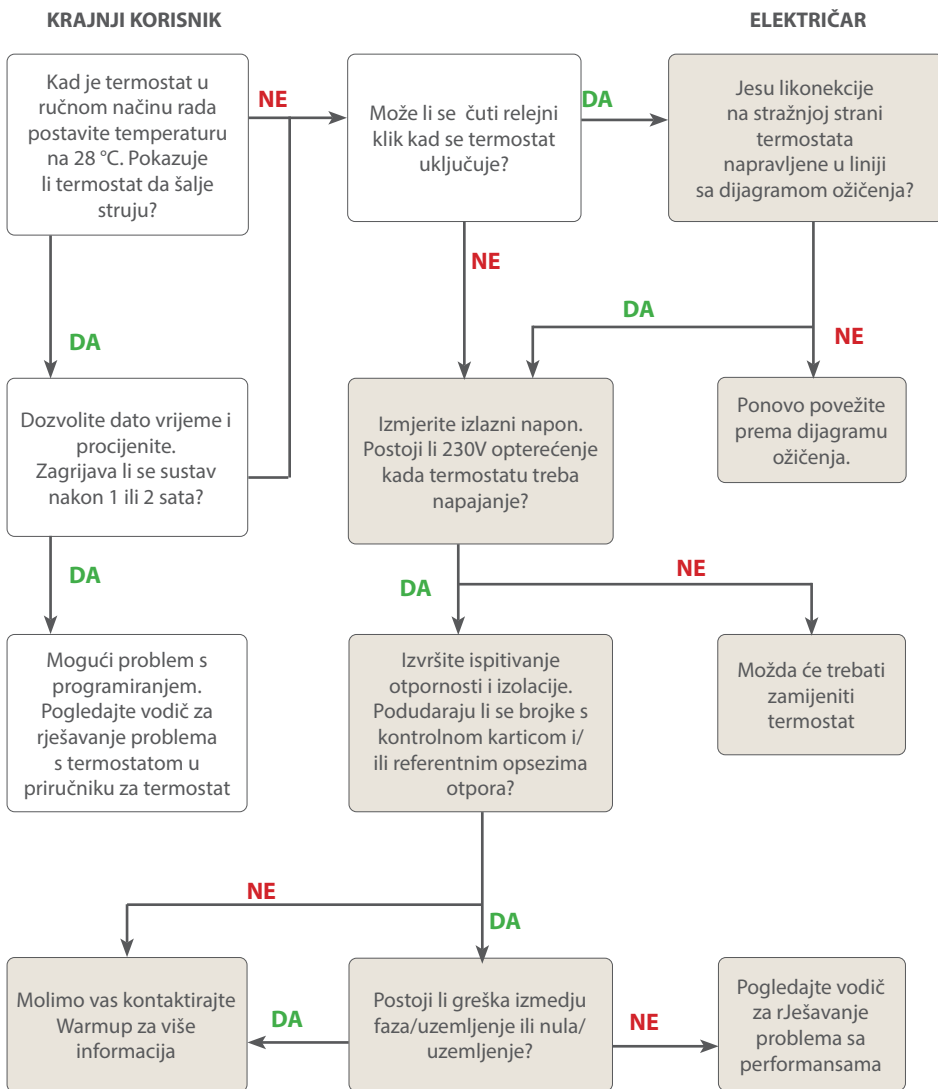 KRAJNJI KORISNIK
ELEKTRIČAR
Kad je termostat u
ručnom načinu rada
postavite temperaturu
na 28 °C. Pokazuje
li termostat da šalje
struju?
NE
Može li se čuti relejni
klik kad se termostat
uključuje?
DA
Jesu likonekcije
na stražnjoj strani
termostata
napravljene u liniji
sa dijagramom ožičenja?
DA
NE
DA
NE
Dozvolite dato vrijeme i
procijenite.
Zagrijava li se sustav
nakon 1 ili 2 sata?
Izmjerite izlazni napon.
Postoji li 230V opterećenje
kada termostatu treba
napajanje?
Ponovo povežite
prema dijagramu
ožičenja.
DA
DA
NE
Mogući problem s
programiranjem.
Pogledajte vodič za
rješavanje problema
s termostatom u
priručniku za termostat
Izvršite ispitivanje
otpornosti i izolacije.
Podudaraju li se brojke s
kontrolnom karticom i/
ili referentnim opsezima
otpora?
Možda će trebati
zamijeniti
termostat
NE
DA
Molimo vas kontaktirajte
Warmup za više
informacija
DA
Postoji li greška izmedju
faza/uzemljenje ili nula/
uzemljenje?
NE
Pogledajte vodič
za rJešavanje
problema sa
performansama